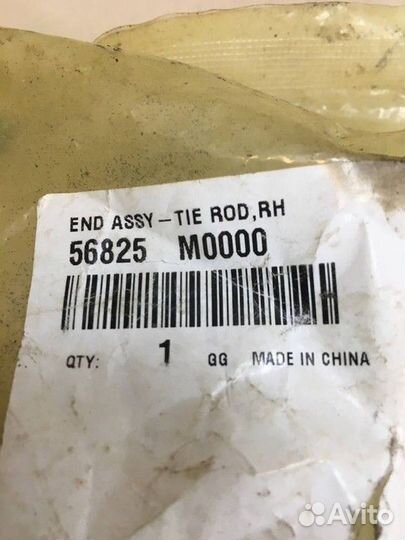 END ASSY-TIE ROD,RH
56825 M0000
QTY: 1 GG MADE IN CHINA
Avito